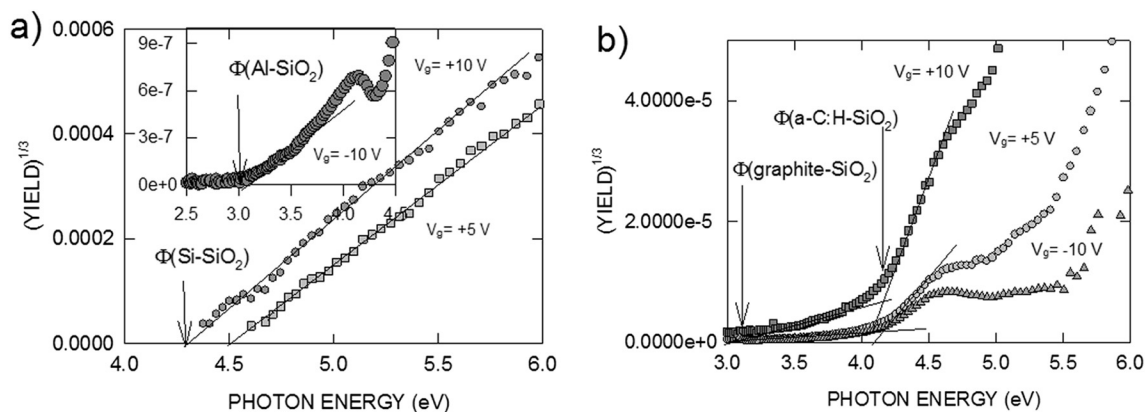 a)
0.0006
0.0004
0.0002
0.0000
(YIELD)1/3
4.0 4.5 5.0 5.5 6.0
PHOTON ENERGY (eV)
9e-7
6e-7
3e-7
0e+0
2.5 3.0 3.5 4.0 4.
Φ(Al-SiO2)
Vg= -10 V
Vg= +10 V
Vg= +5 V
Φ(Si-SiO2)
b)
4.0000e-5
2.0000e-5
0.0000e+0
(YIELD)1/3
3.0 3.5 4.0 4.5 5.0 5.5 6.0
PHOTON ENERGY (eV)
Vg= +10 V
Φ(a-C:H-SiO2)
Vg= +5 V
Φ(graphite-SiO2)
Vg= -10 V